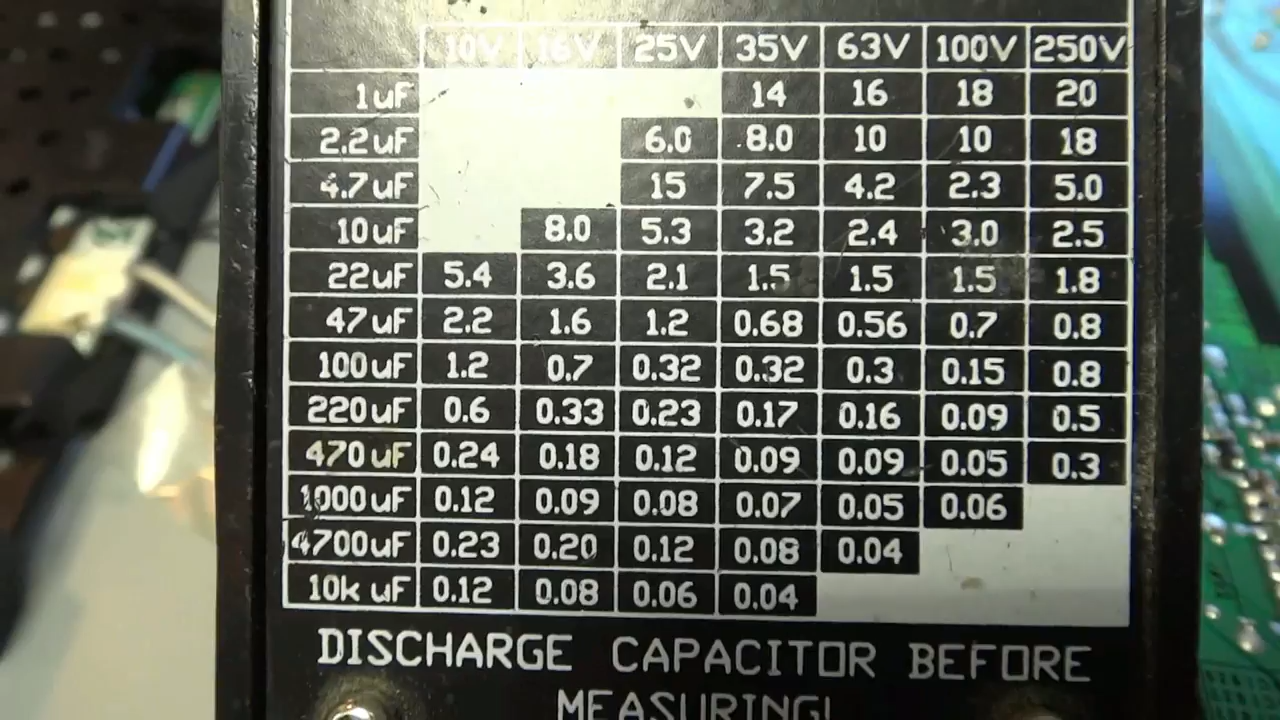 10V 16V 25V 35V 63V 100V 250V
1uF 14 16 18 20
2.2uF 6.0 8.0 10 10 18
4.7uF 15 7.5 4.2 2.3 5.0
10uF 8.0 5.3 3.2 2.4 3.0 2.5
22uF 5.4 3.6 2.1 1.5 1.5 1.5 1.8
47uF 2.2 1.6 1.2 0.68 0.56 0.7 0.8
100uF 1.2 0.7 0.32 0.32 0.3 0.15 0.8
220uF 0.6 0.33 0.23 0.17 0.16 0.09 0.5
470uF 0.24 0.18 0.12 0.09 0.09 0.05 0.3
1000uF 0.12 0.09 0.08 0.07 0.05 0.06
4700uF 0.23 0.20 0.12 0.08 0.04
10k uF 0.12 0.08 0.06 0.04
DISCHARGE CAPACITOR BEFORE
MEASURING!